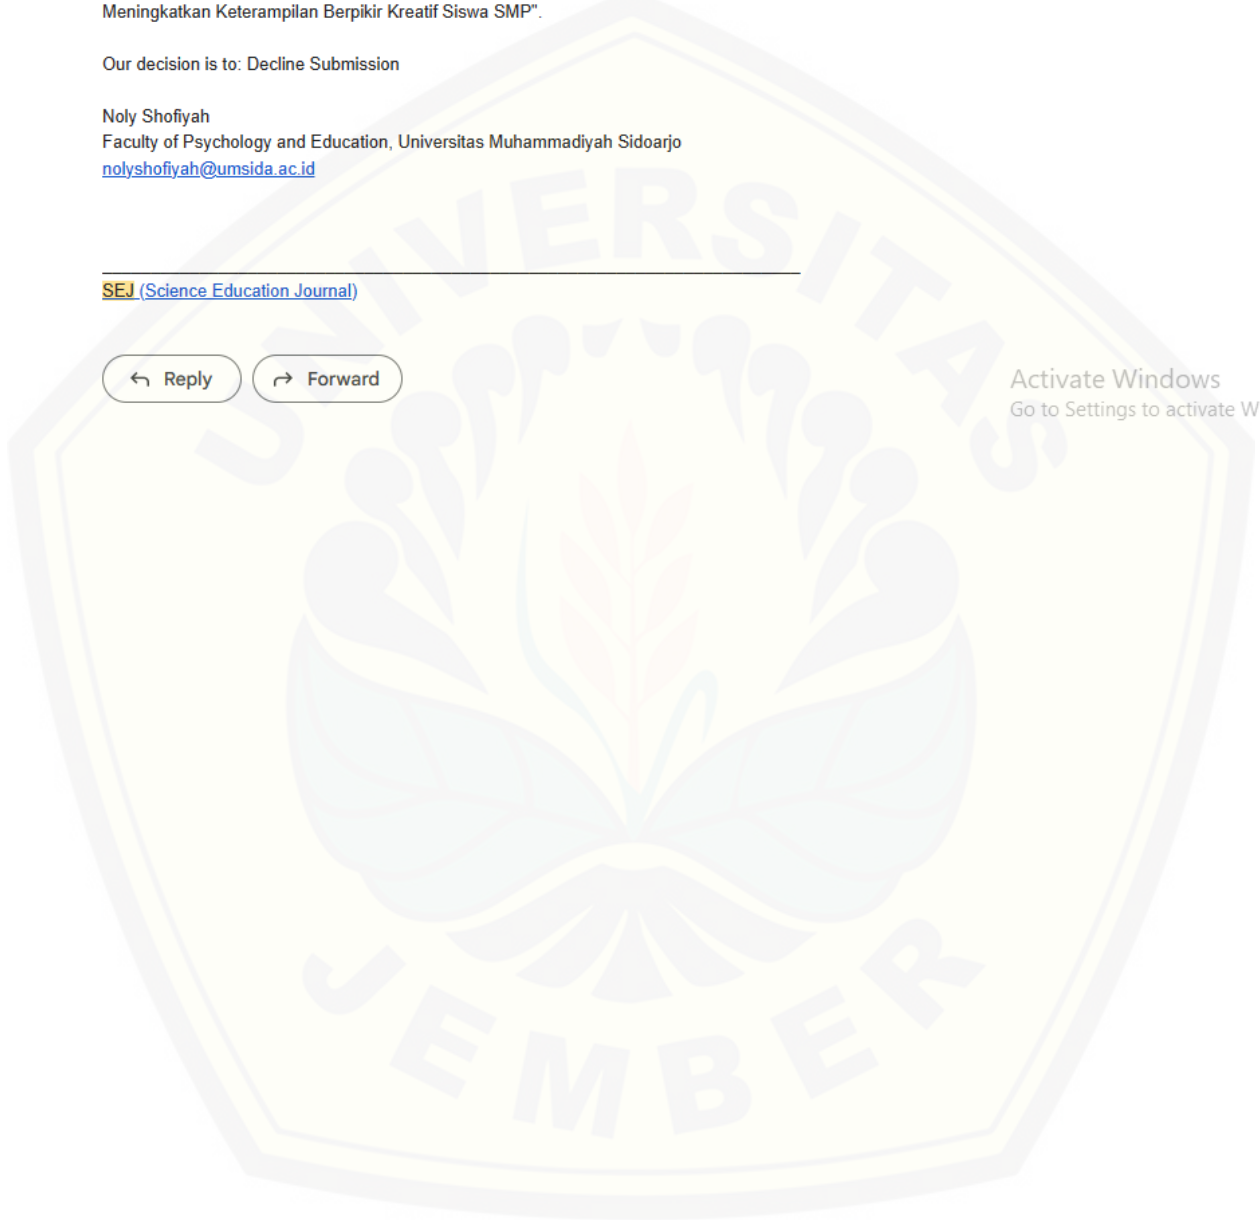 Meningkatkan Keterampilan Berpikir Kreatif Siswa SMP".
Our decision is to: Decline Submission
Noly Shofiyah
Faculty of Psychology and Education, Universitas Muhammadiyah Sidoarjo
nolyshofiyah@umsida.ac.id
SEJ (Science Education Journal)
Reply Forward
Activate Windows
Go to Settings to activate W
UNIVERSITAS
JEMBER